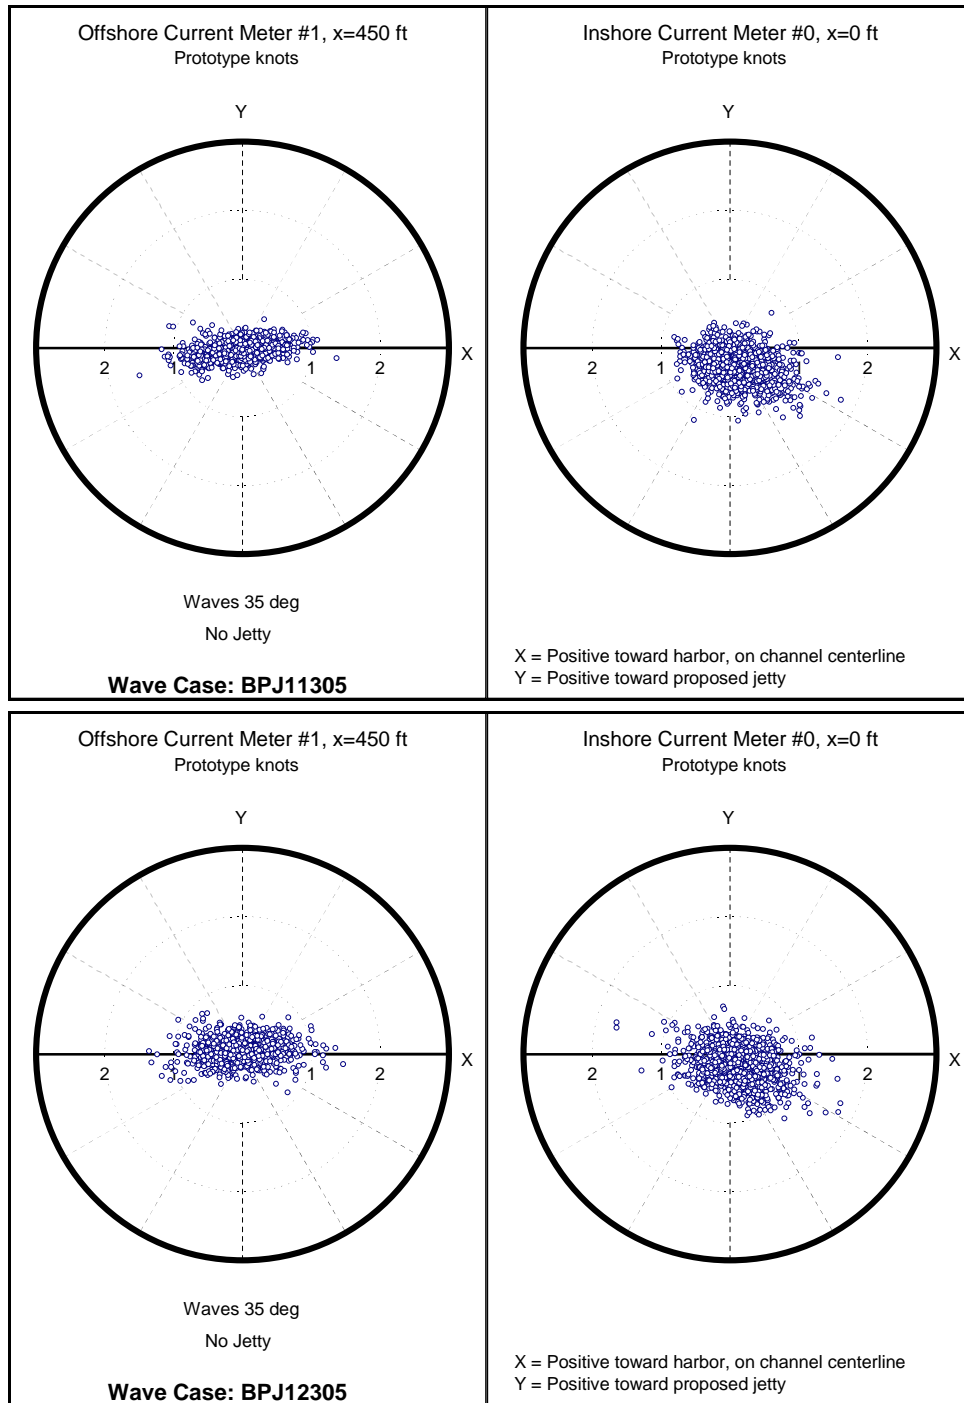 Offshore Current Meter #1, x=450 ft
Prototype knots
Y
X
2
1
1
2
Waves 35 deg
No Jetty
Wave Case: BPJ11305
Inshore Current Meter #0, x=0 ft
Prototype knots
Y
X
2
1
1
2
X = Positive toward harbor, on channel centerline
Y = Positive toward proposed jetty
Offshore Current Meter #1, x=450 ft
Prototype knots
Y
X
2
1
1
2
Waves 35 deg
No Jetty
Wave Case: BPJ12305
Inshore Current Meter #0, x=0 ft
Prototype knots
Y
X
2
1
1
2
X = Positive toward harbor, on channel centerline
Y = Positive toward proposed jetty